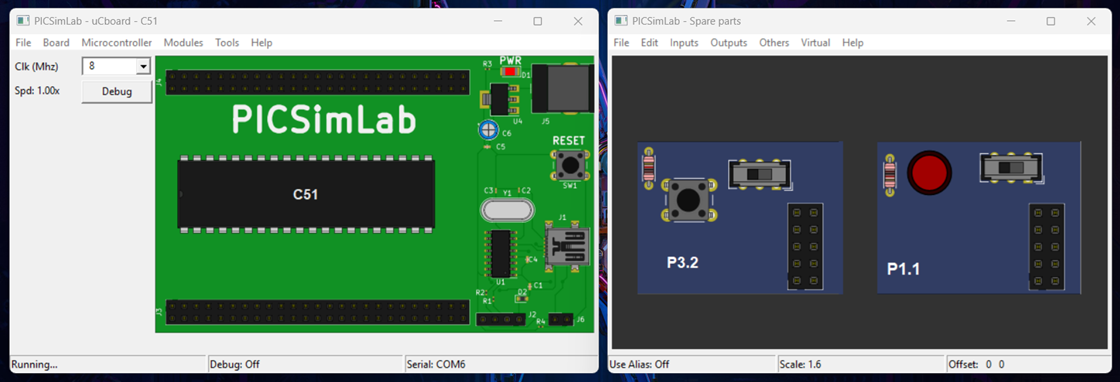 PICSimLab - uCboard - C51
File Board Microcontroller Modules Tools Help
Clk (Mhz) 8
Spd: 1.00x Debug
J4
R3
PWR
D1
U4
J5
PICSimLab
C6
C5
RESET
SW1
C51
C3 Y1 C2
J1
U1
C4
C1
R2
R1
D2
J3
J2
R4
J6
Running...
Debug: Off
Serial: COM6
PICSimLab - Spare parts
File Edit Inputs Outputs Others Virtual Help
P3.2
P1.1
Use Alias: Off
Scale: 1.6
Offset: 0 0